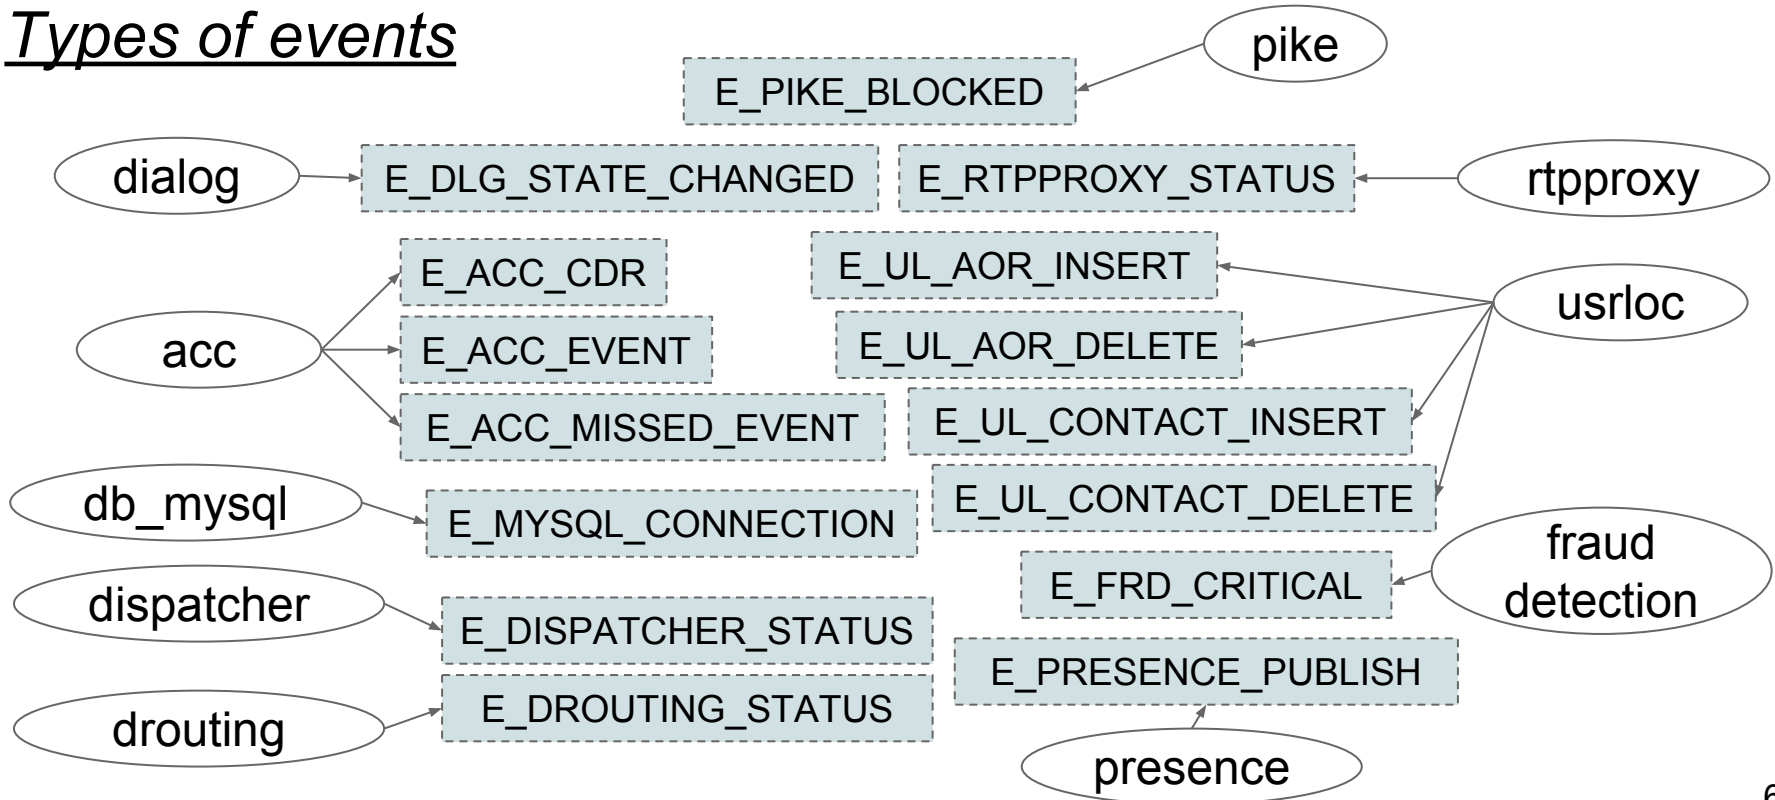 Types of events
pike
E_PIKE_BLOCKED
dialog
E_DLG_STATE_CHANGED
E_RTPPROXY_STATUS
rtpproxy
E_ACC_CDR
E_UL_AOR_INSERT
usrloc
acc
E_ACC_EVENT
E_UL_AOR_DELETE
E_ACC_MISSED_EVENT
E_UL_CONTACT_INSERT
db_mysql
E_MYSQL_CONNECTION
E_UL_CONTACT_DELETE
fraud
detection
E_FRD_CRITICAL
dispatcher
E_DISPATCHER_STATUS
E_PRESENCE_PUBLISH
drouting
E_DROUTING_STATUS
presence
6